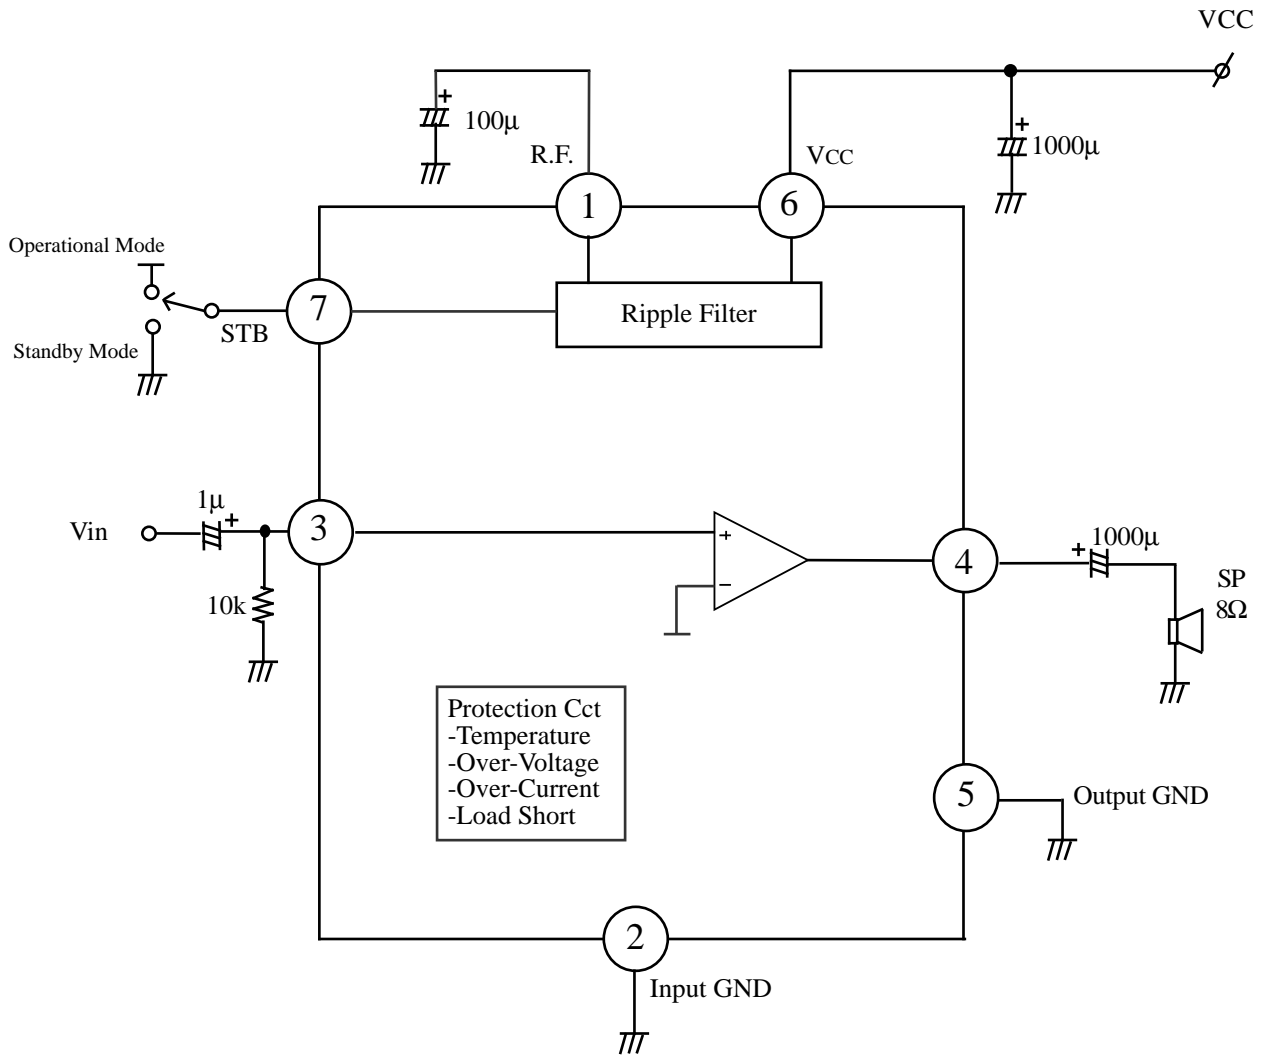 VCC
+
100μ
+
1000μ
R.F.
VCC
1
6
Operational Mode
7
Ripple Filter
STB
Standby Mode
1μ
+
Vin
3
+
1000μ
+
4
SP
8Ω
−
10k
Protection Cct
-Temperature
-Over-Voltage
-Over-Current
-Load Short
5
Output GND
2
Input GND